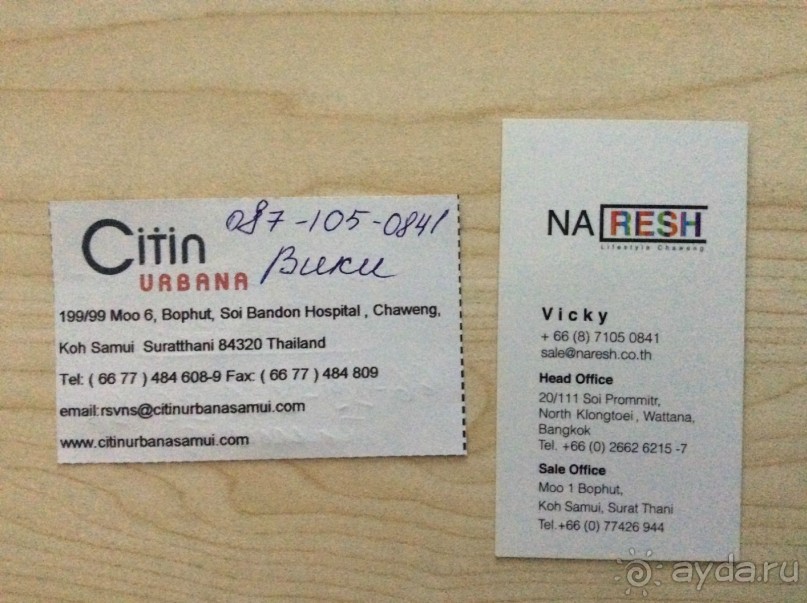 Citin
URBANA
087-105-0841
Вики
199/99 Moo 6, Bophut, Soi Bandon Hospital , Chaweng,
Koh Samui Suratthani 84320 Thailand
Tel: ( 66 77 ) 484 608-9 Fax: ( 66 77 ) 484 809
email:rsvns@citinurbanasamui.com
www.citinurbanasamui.com
NARESH
Lifestyle Chaweng
Vicky
+ 66 (8) 7105 0841
sale@naresh.co.th
Head Office
20/111 Soi Prommitr,
North Klongtoei , Wattana,
Bangkok
Tel. +66 (0) 2662 6215 -7
Sale Office
Moo 1 Bophut,
Koh Samui, Surat Thani
Tel.+66 (0) 77426 944
ayda.ru